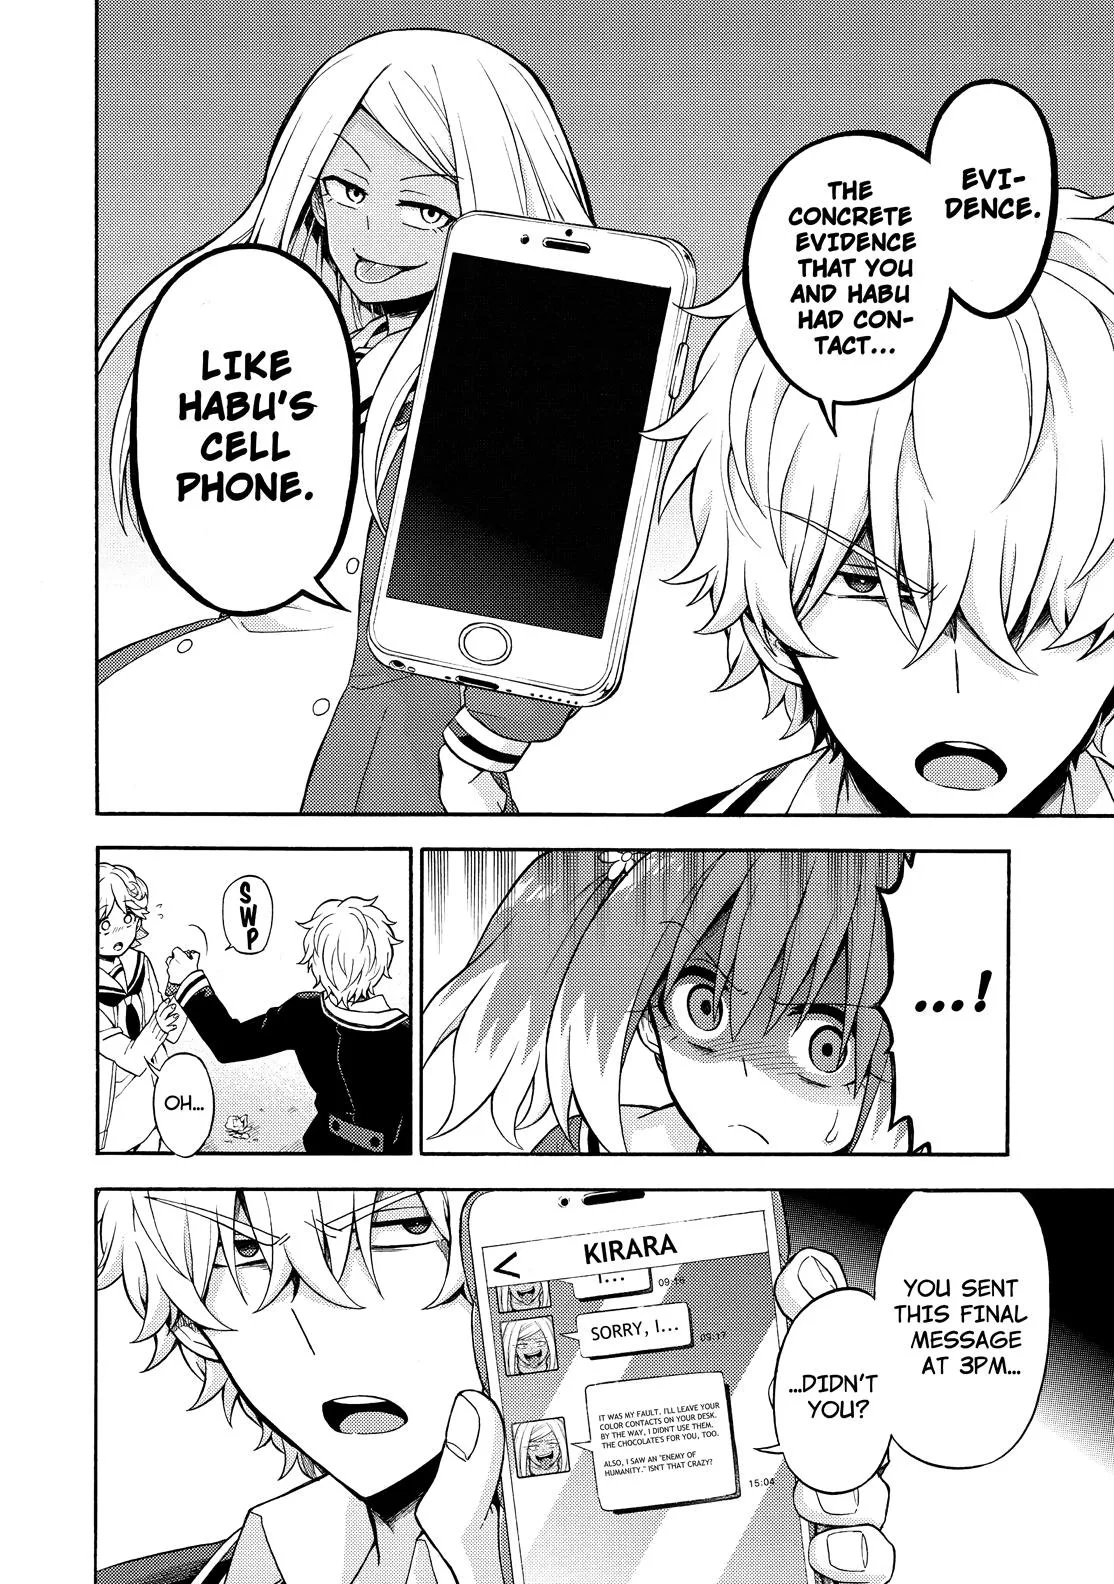 EVI-
DENCE.
THE
CONCRETE
EVIDENCE
THAT YOU
AND HABU
HAD CON-
TACT...
LIKE
HABU'S
CELL
PHONE.
...!
SWP
OH...
YOU SENT
THIS FINAL
MESSAGE
AT 3PM...
...DIDN'T
YOU?
< KIRARA
I...
09:16
SORRY, I...
09:17
IT WAS MY FAULT, I'LL LEAVE YOUR
COLOR CONTACTS ON YOUR DESK.
BY THE WAY, I DIDN'T USE THEM.
THE CHOCOLATE'S FOR YOU, TOO.
ALSO, I SAW AN "ENEMY OF
HUMANITY." ISN'T THAT CRAZY?
15:04